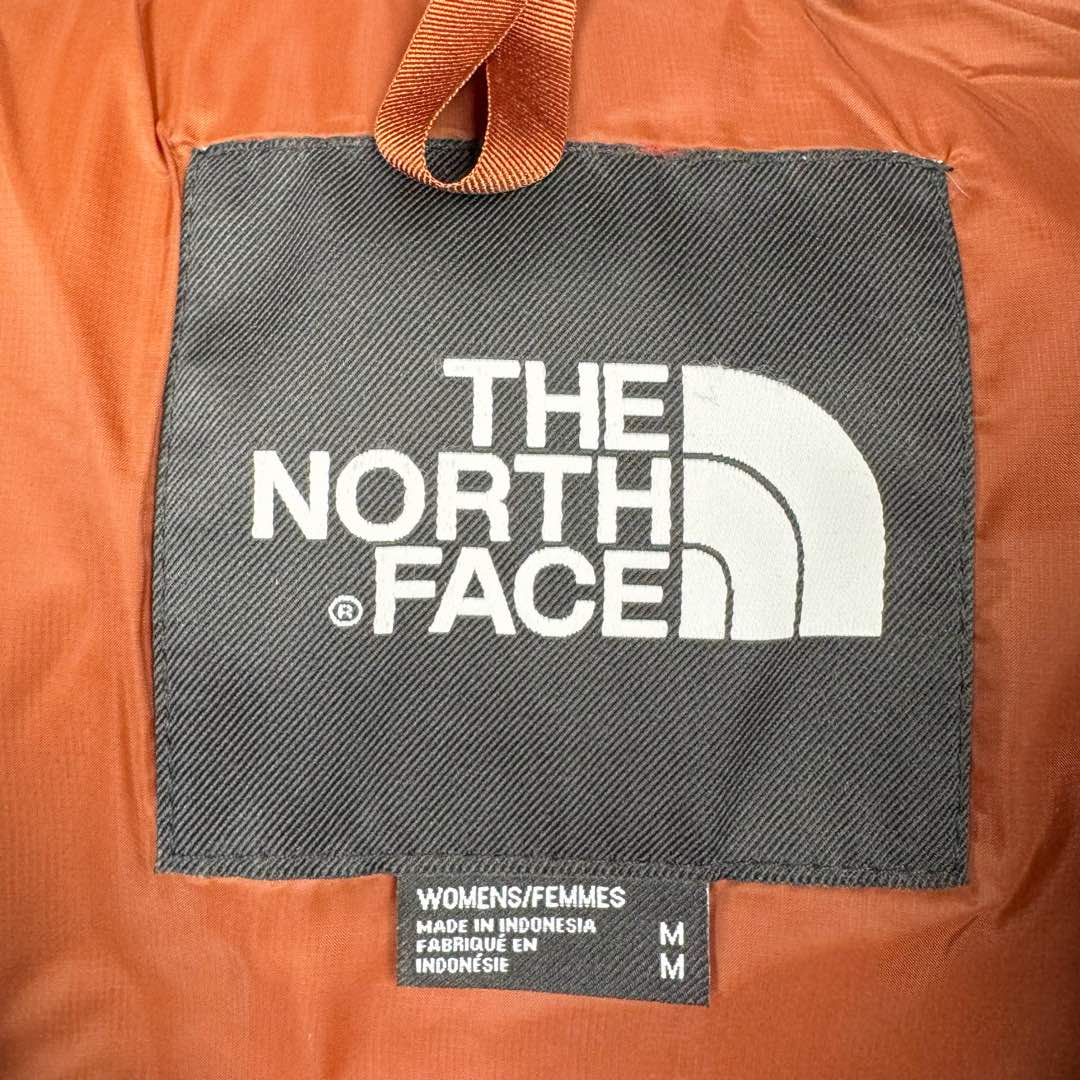 THE
NORTH
® FACE
WOMENS/FEMMES
MADE IN INDONESIA M
FABRIQUÉ EN
INDONÉSIE M